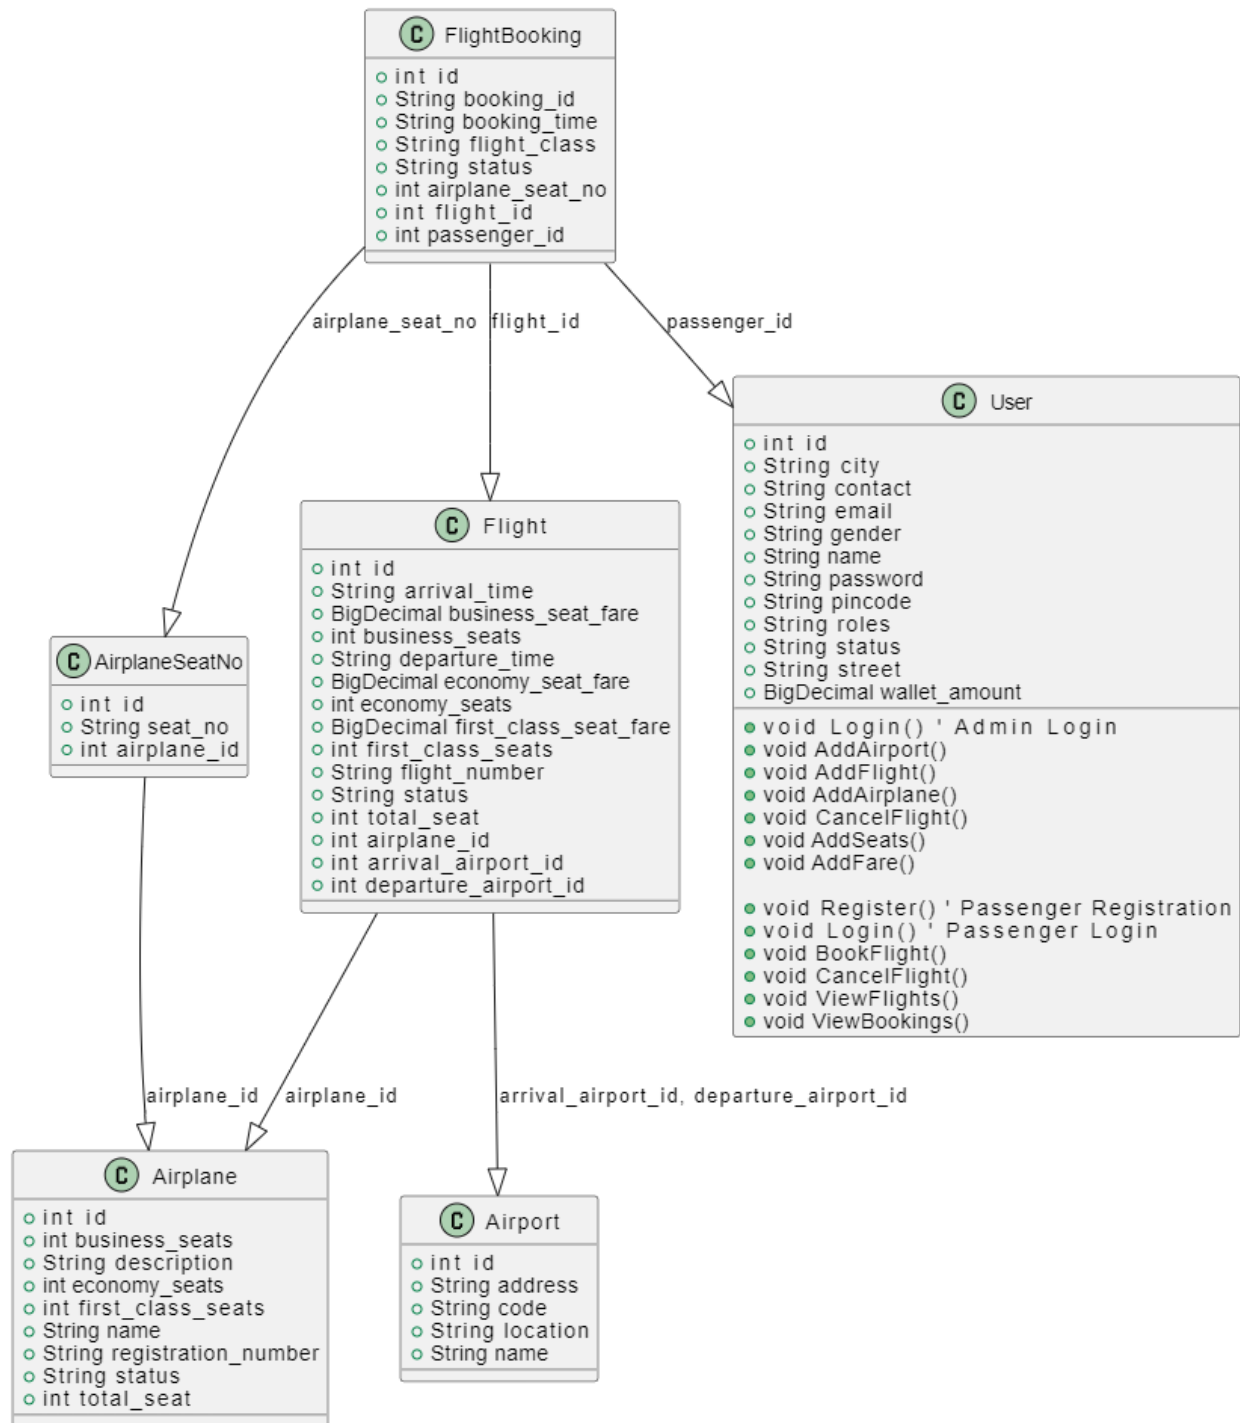 C FlightBooking
int id
String booking_id
String booking_time
String flight_class
String status
int airplane_seat_no
int flight_id
int passenger_id
airplane_seat_no
flight_id
passenger_id
C User
int id
String city
String contact
String email
String gender
String name
String password
String pincode
String roles
String status
String street
BigDecimal wallet_amount
void Login() ' Admin Login
void AddAirport()
void AddFlight()
void AddAirplane()
void CancelFlight()
void AddSeats()
void AddFare()
void Register() ' Passenger Registration
void Login() ' Passenger Login
void BookFlight()
void CancelFlight()
void ViewFlights()
void ViewBookings()
C Flight
int id
String arrival_time
BigDecimal business_seat_fare
int business_seats
String departure_time
BigDecimal economy_seat_fare
int economy_seats
BigDecimal first_class_seat_fare
int first_class_seats
String flight_number
String status
int total_seat
int airplane_id
int arrival_airport_id
int departure_airport_id
C AirplaneSeatNo
int id
String seat_no
int airplane_id
airplane_id
airplane_id
arrival_airport_id, departure_airport_id
C Airplane
int id
int business_seats
String description
int economy_seats
int first_class_seats
String name
String registration_number
String status
int total_seat
C Airport
int id
String address
String code
String location
String name